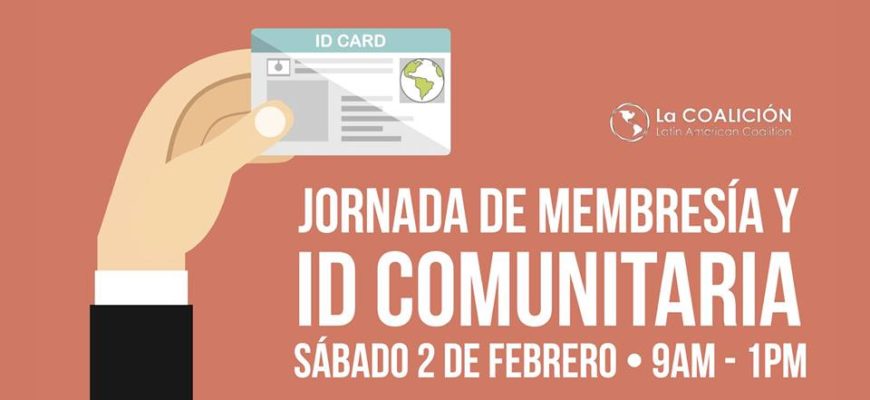 ID CARD
La COALICIÓN
Latin American Coalition
JORNADA DE MEMBRESÍA Y
ID COMUNITARIA
SÁBADO 2 DE FEBRERO • 9AM - 1PM